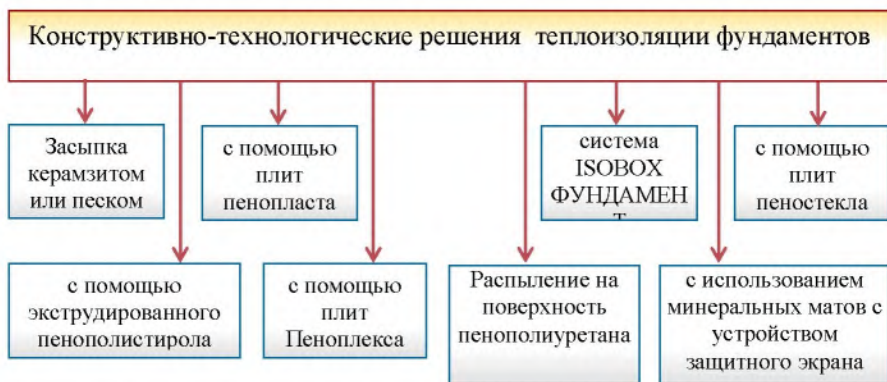 Конструктивно-технологические решения теплоизоляции фундаментов
Засыпка
керамзитом
или песком
с помощью
плит
пенопласта
система
ISOBOX
ФУНДАМЕН
Т
с помощью
плит
пеностекла
с помощью
экструдированного
пенополистирола
с помощью
плит
Пеноплекса
Распыление на
поверхность
пенополиуретана
с использованием
минеральных матов с
устройством
защитного экрана